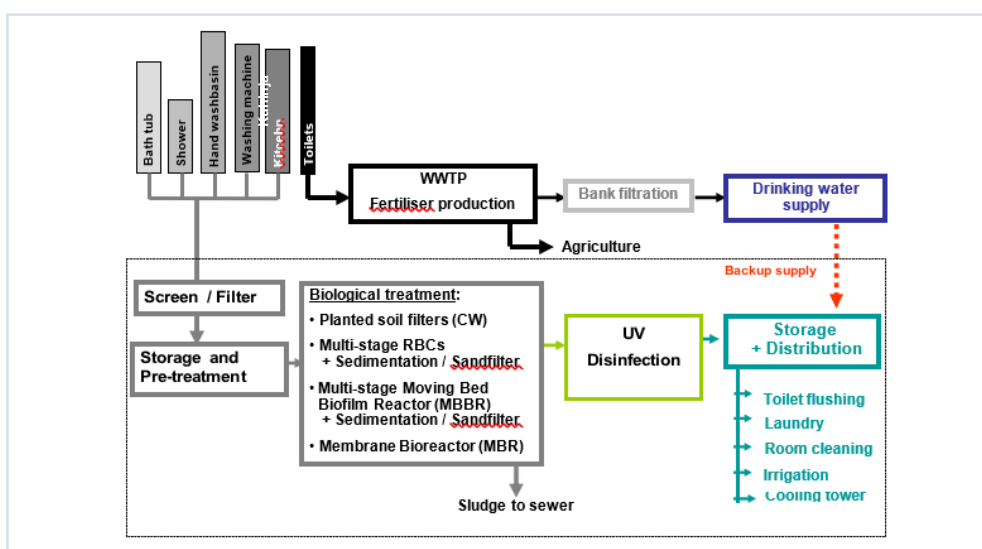 Bath tub
Shower
Hand washbasin
Washing machine
Toilets
WWTP
Fertiliser production
Bank filtration
Drinking water
supply
Agriculture
Backup supply
Screen / Filter
Storage and
Pre-treatment
Biological treatment:
• Planted soil filters (CW)
• Multi-stage RBCs
+ Sedimentation / Sandfilter
• Multi-stage Moving Bed
Biofilm Reactor (MBBR)
+ Sedimentation / Sandfilter
• Membrane Bioreactor (MBR)
UV
Disinfection
Storage
+ Distribution
Toilet flushing
Laundry
Room cleaning
Irrigation
Cooling tower
Sludge to sewer